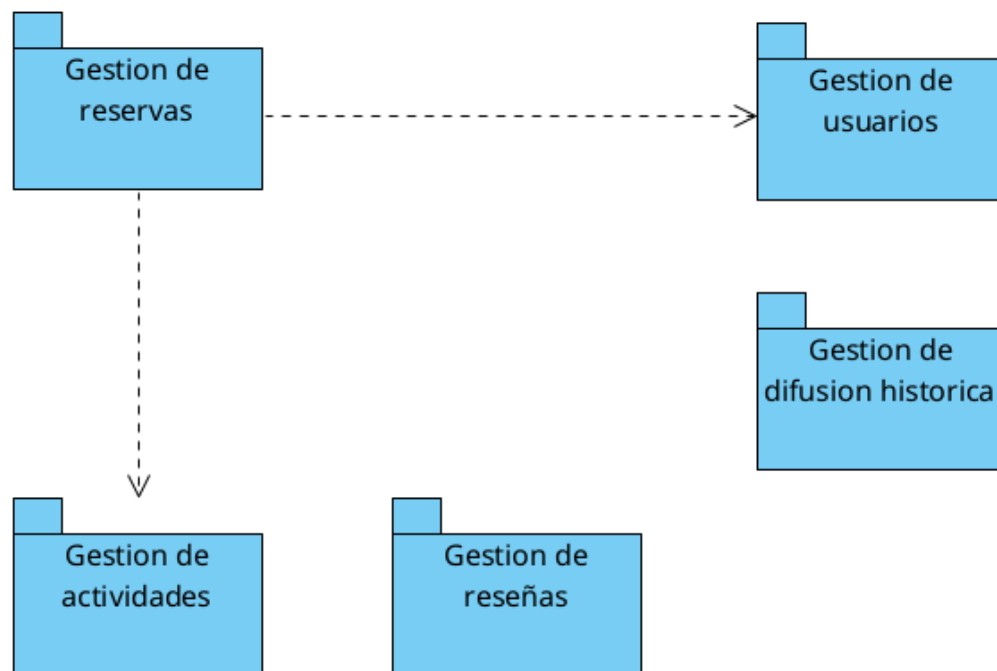 Gestion de
reservas
Gestion de
usuarios
Gestion de
difusion historica
Gestion de
actividades
Gestion de
reseñas